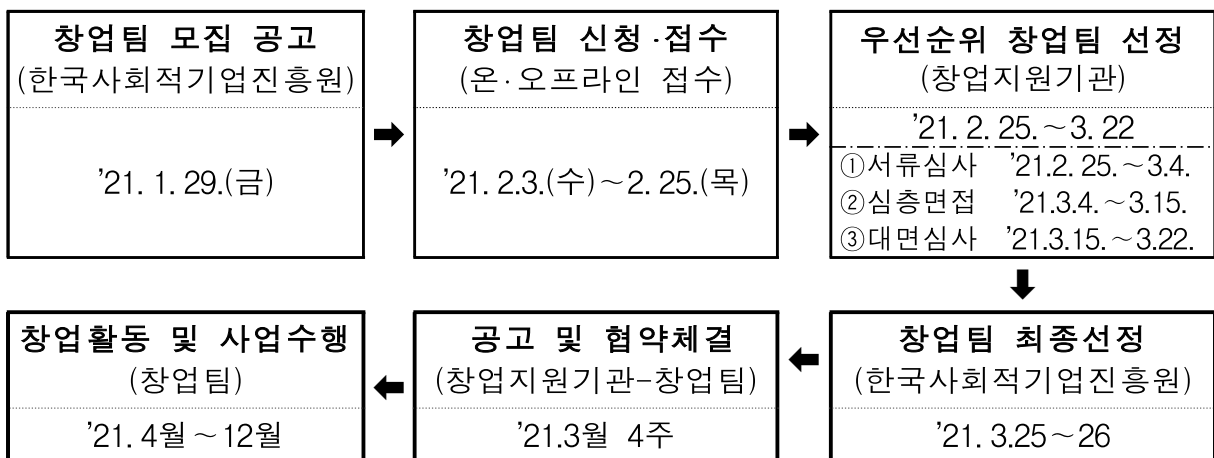 창업팀 모집 공고
(한국사회적기업진흥원)
'21. 1. 29.(금)
창업팀 신청·접수
(온·오프라인 접수)
'21. 2.3.(수)~2. 25.(목)
우선순위 창업팀 선정
(창업지원기관)
'21. 2. 25.~3. 22
①서류심사 '21.2. 25.~3.4.
②심층면접 '21.3.4.~3.15.
③대면심사 '21.3.15.~3.22.
창업팀 최종선정
(한국사회적기업진흥원)
'21. 3.25~26
공고 및 협약체결
(창업지원기관-창업팀)
'21.3월 4주
창업활동 및 사업수행
(창업팀)
'21. 4월~12월